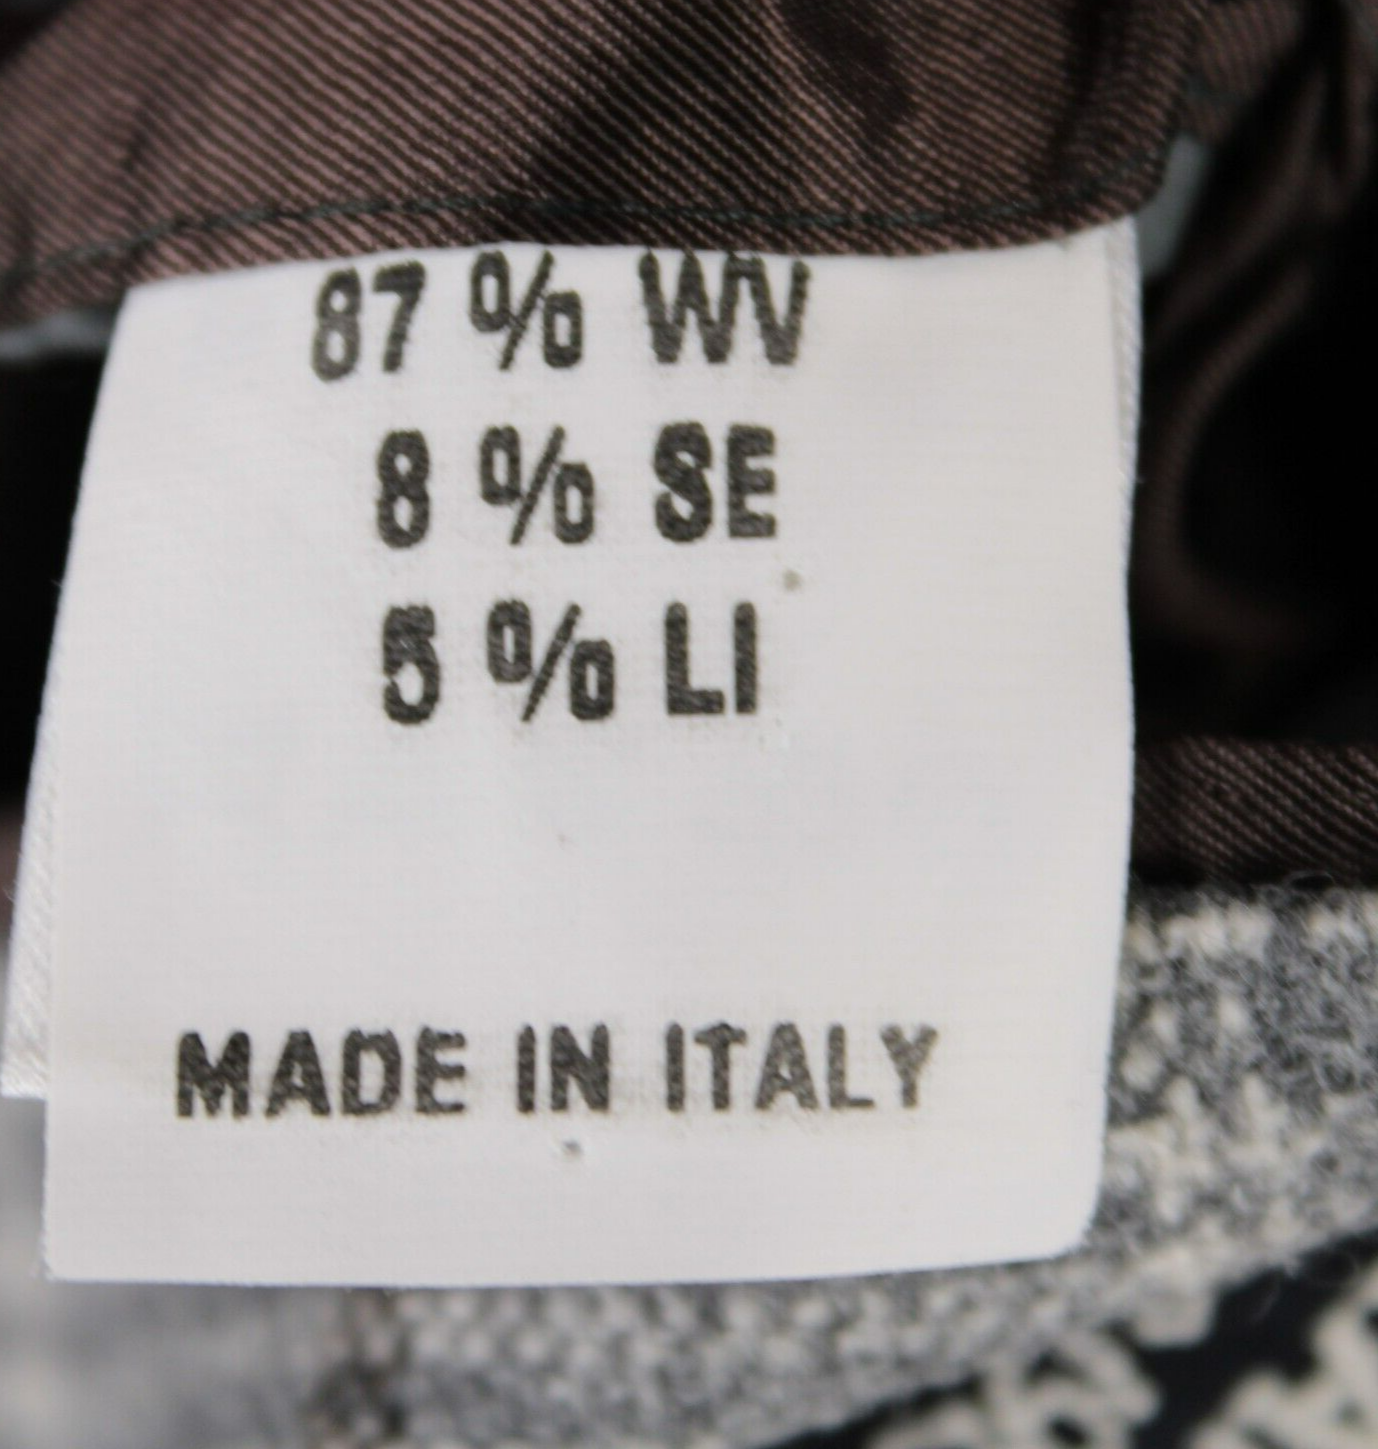 87 % WV
8 % SE
5 % LI
MADE IN ITALY